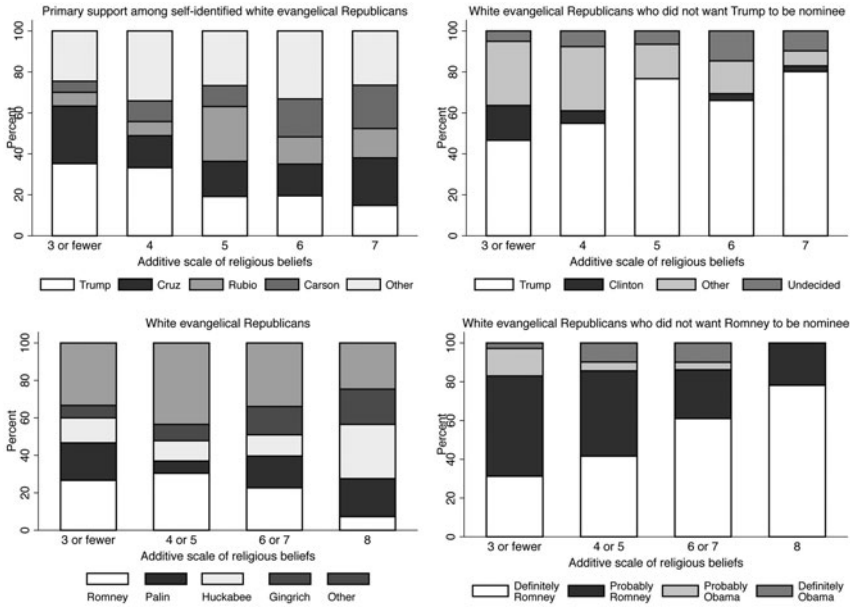 Primary support among self-identified white evangelical Republicans
Percent
0 20 40 60 80 100
3 or fewer 4 5 6 7
Additive scale of religious beliefs
Trump Cruz Rubio Carson Other
White evangelical Republicans who did not want Trump to be nominee
Percent
0 20 40 60 80 100
3 or fewer 4 5 6 7
Additive scale of religious beliefs
Trump Clinton Other Undecided
White evangelical Republicans
Percent
0 20 40 60 80 100
3 or fewer 4 or 5 6 or 7 8
Additive scale of religious beliefs
Romney Palin Huckabee Gingrich Other
White evangelical Republicans who did not want Romney to be nominee
Percent
0 20 40 60 80 100
3 or fewer 4 or 5 6 or 7 8
Additive scale of religious beliefs
Definitely Romney Probably Romney Probably Obama Definitely Obama